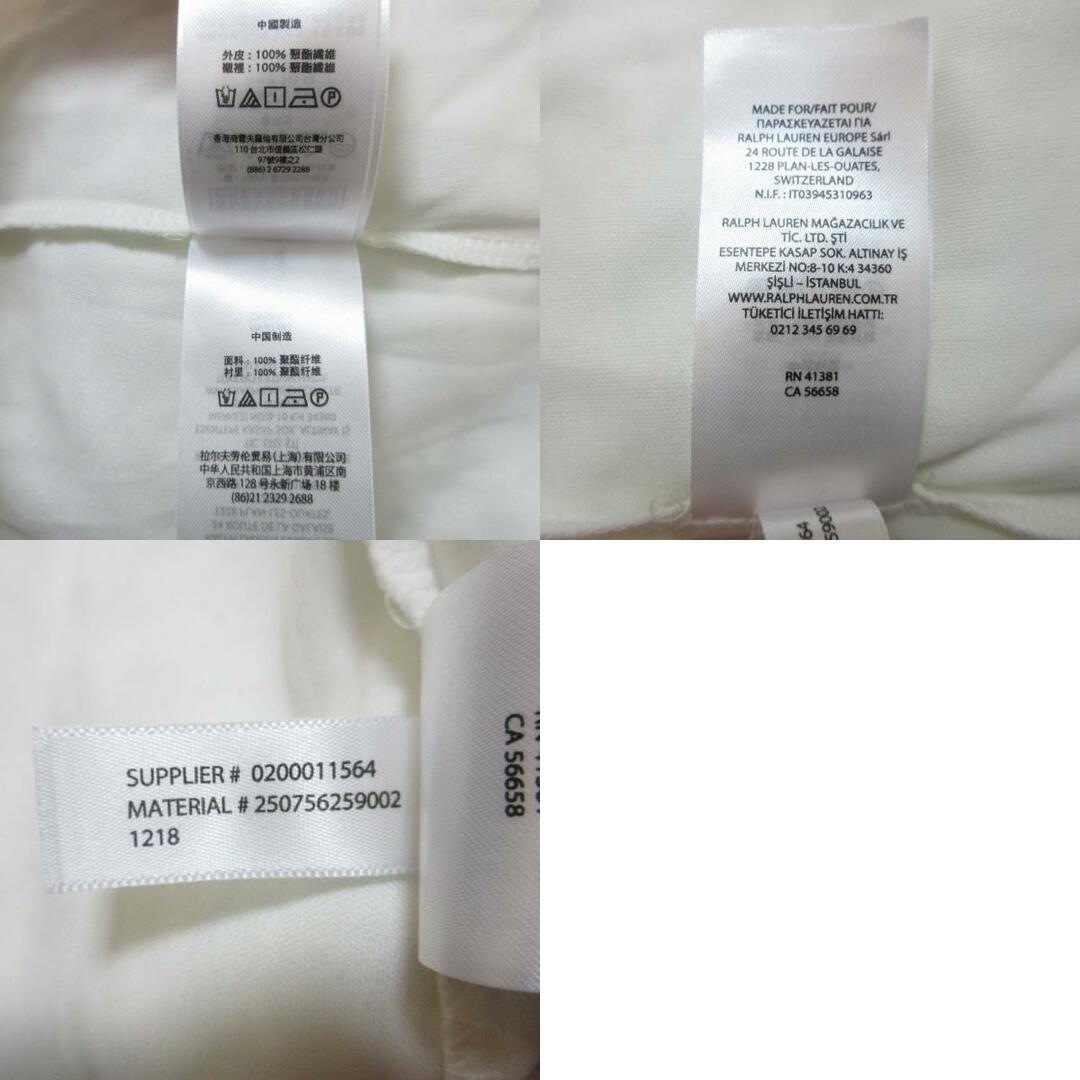 中國製造
外皮：100% 聚酯纖維
襯裡：100% 聚酯纖維
香港商雷夫羅倫有限公司台灣分公司
110 台北市信義區松仁路
97號9樓之2
(886) 2 8729 2288
中国制造
面料：100% 聚酯纤维
衬里：100% 聚酯纤维
拉尔夫劳伦贸易(上海)有限公司
中华人民共和国上海市黄浦区南
京西路 128 号永新广场 18 楼
(86)21 2329 2688
MADE FOR/FAIT POUR/
ΠΑΡΑΣΚΕΥΑΖΕΤΑΙ ΓΙΑ
RALPH LAUREN EUROPE Sárl
24 ROUTE DE LA GALAISE
1228 PLAN-LES-OUATES,
SWITZERLAND
N.I.F. : IT03945310963
RALPH LAUREN MAĞAZACILIK VE
TİC. LTD. ŞTİ
ESENTEPE KASAP SOK. ALTINAY İŞ
MERKEZİ NO:8-10 K:4 34360
ŞİŞLİ – İSTANBUL
WWW.RALPHLAUREN.COM.TR
TÜKETİCİ İLETİŞİM HATTI:
0212 345 69 69
RN 41381
CA 56658
SUPPLIER # 0200011564
MATERIAL # 250756259002
1218
CA 56658